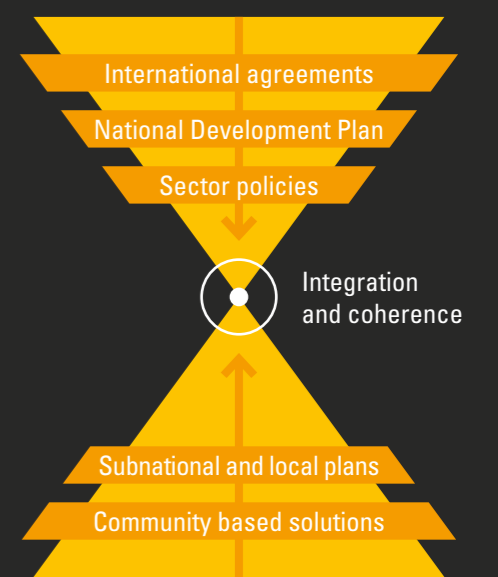 International agreements
National Development Plan
Sector policies
Integration
and coherence
Subnational and local plans
Community based solutions